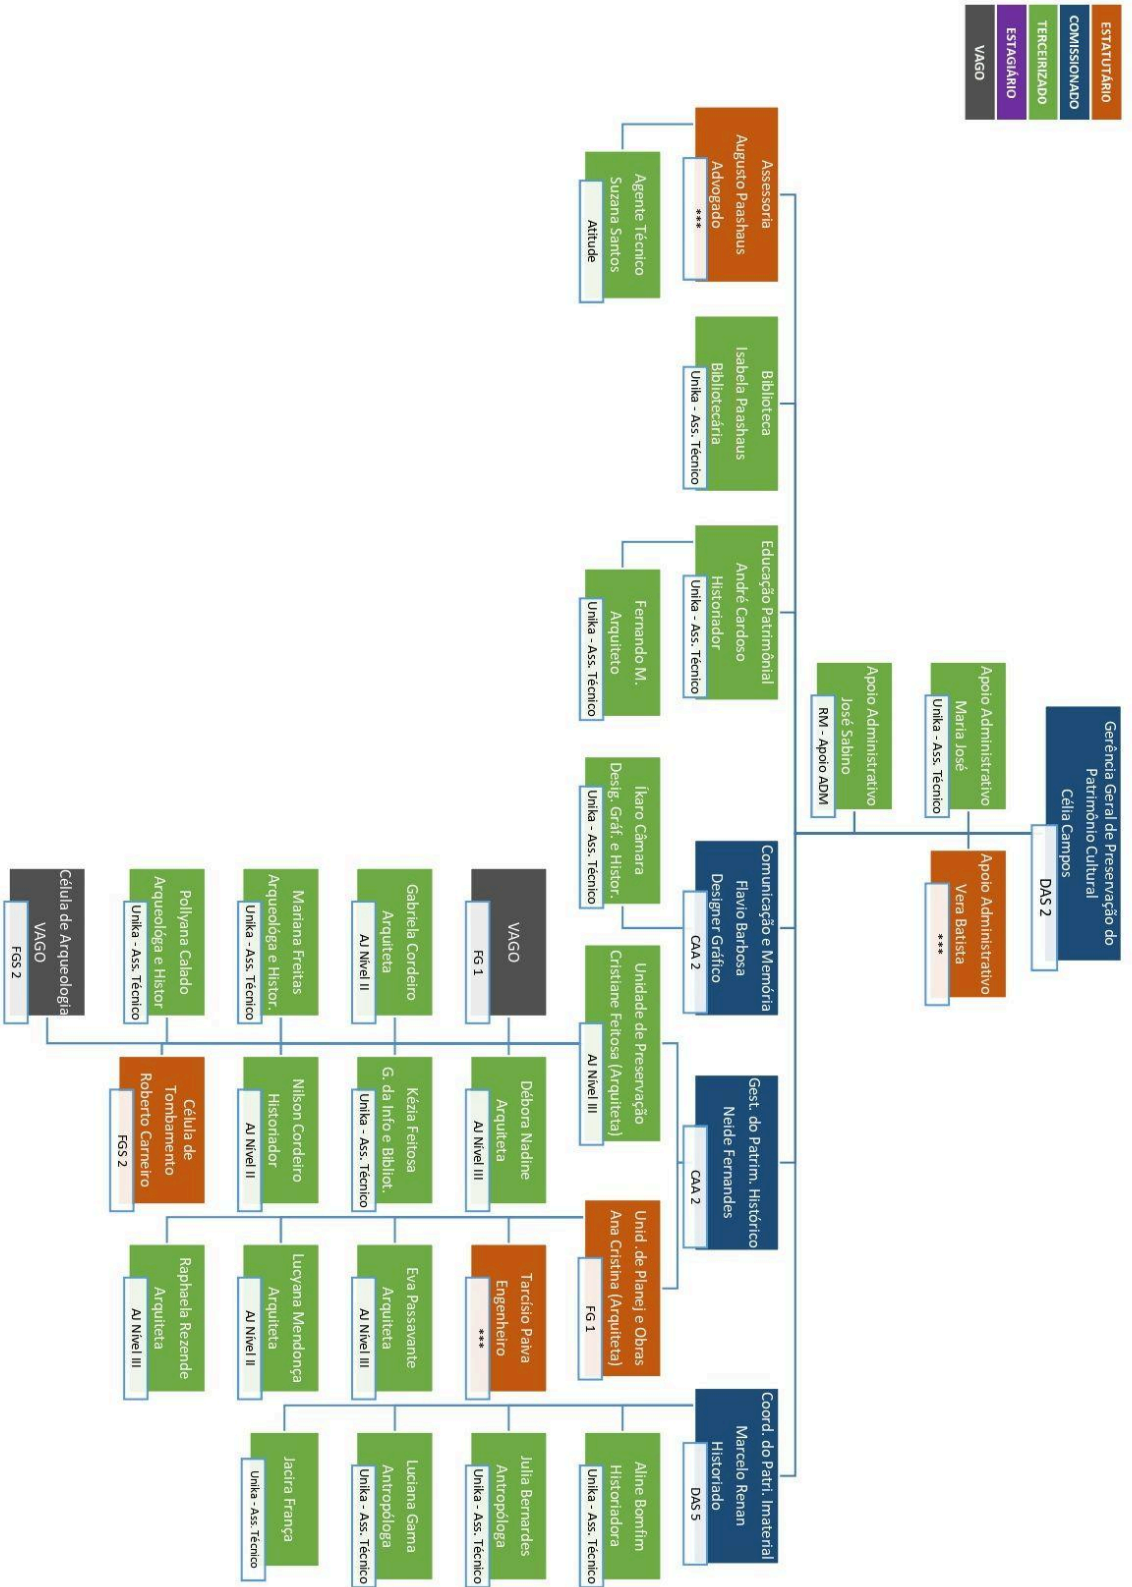 ESTATUTÁRIO
COMISSIONADO
TERCEIRIZADO
ESTAGIÁRIO
VAGO
Gerência Geral de Preservação do
Patrimônio Cultural
Célia Campos
DAS 2
Apoio Administrativo
Maria José
Unika - Ass. Técnico
Apoio Administrativo
Vera Batista
***
Apoio Administrativo
José Sabino
RM - Apoio ADM
Assessoria
Augusto Paashaus
Advogado
***
Agente Técnico
Suzana Santos
Atitude
Biblioteca
Isabela Paashaus
Bibliotecária
Unika - Ass. Técnico
Educação Patrimônial
André Cardoso
Historiador
Unika - Ass. Técnico
Fernando M.
Arquiteto
Unika - Ass. Técnico
Comunicação e Memória
Flavio Barbosa
Designer Gráfico
CAA 2
Íkaro Câmara
Desig. Gráf. e Histor.
Unika - Ass. Técnico
Gest. do Patrim. Histórico
Neide Fernandes
CAA 2
Unidade de Preservação
Cristiane Feitosa (Arquiteta)
AJ Nível III
VAGO
FG 1
Débora Nadine
Arquiteta
AJ Nível III
Gabriela Cordeiro
Arquiteta
AJ Nível II
Kézia Feitosa
G. da Info e Bibliot.
Unika - Ass. Técnico
Mariana Freitas
Arqueológa e Histor.
Unika - Ass. Técnico
Nilson Cordeiro
Historiador
AJ Nível II
Pollyana Calado
Arqueológa e Histor
Unika - Ass. Técnico
Célula de
Tombamento
Roberto Carneiro
FGS 2
Célula de Arqueologia
VAGO
FGS 2
Unid .de Planej e Obras
Ana Cristina (Arquiteta)
FG 1
Tarcísio Paiva
Engenheiro
***
Eva Passavante
Arquiteta
AJ Nível III
Lucyana Mendonça
Arquiteta
AJ Nível II
Raphaela Rezende
Arquiteta
AJ Nível III
Coord. do Patri. Imaterial
Marcelo Renan
Historiado
DAS 5
Aline Bomfim
Historiadora
Unika - Ass. Técnico
Julia Bernardes
Antropóloga
Unika - Ass. Técnico
Luciana Gama
Antropóloga
Unika - Ass. Técnico
Jacira França
Unika - Ass. Técnico